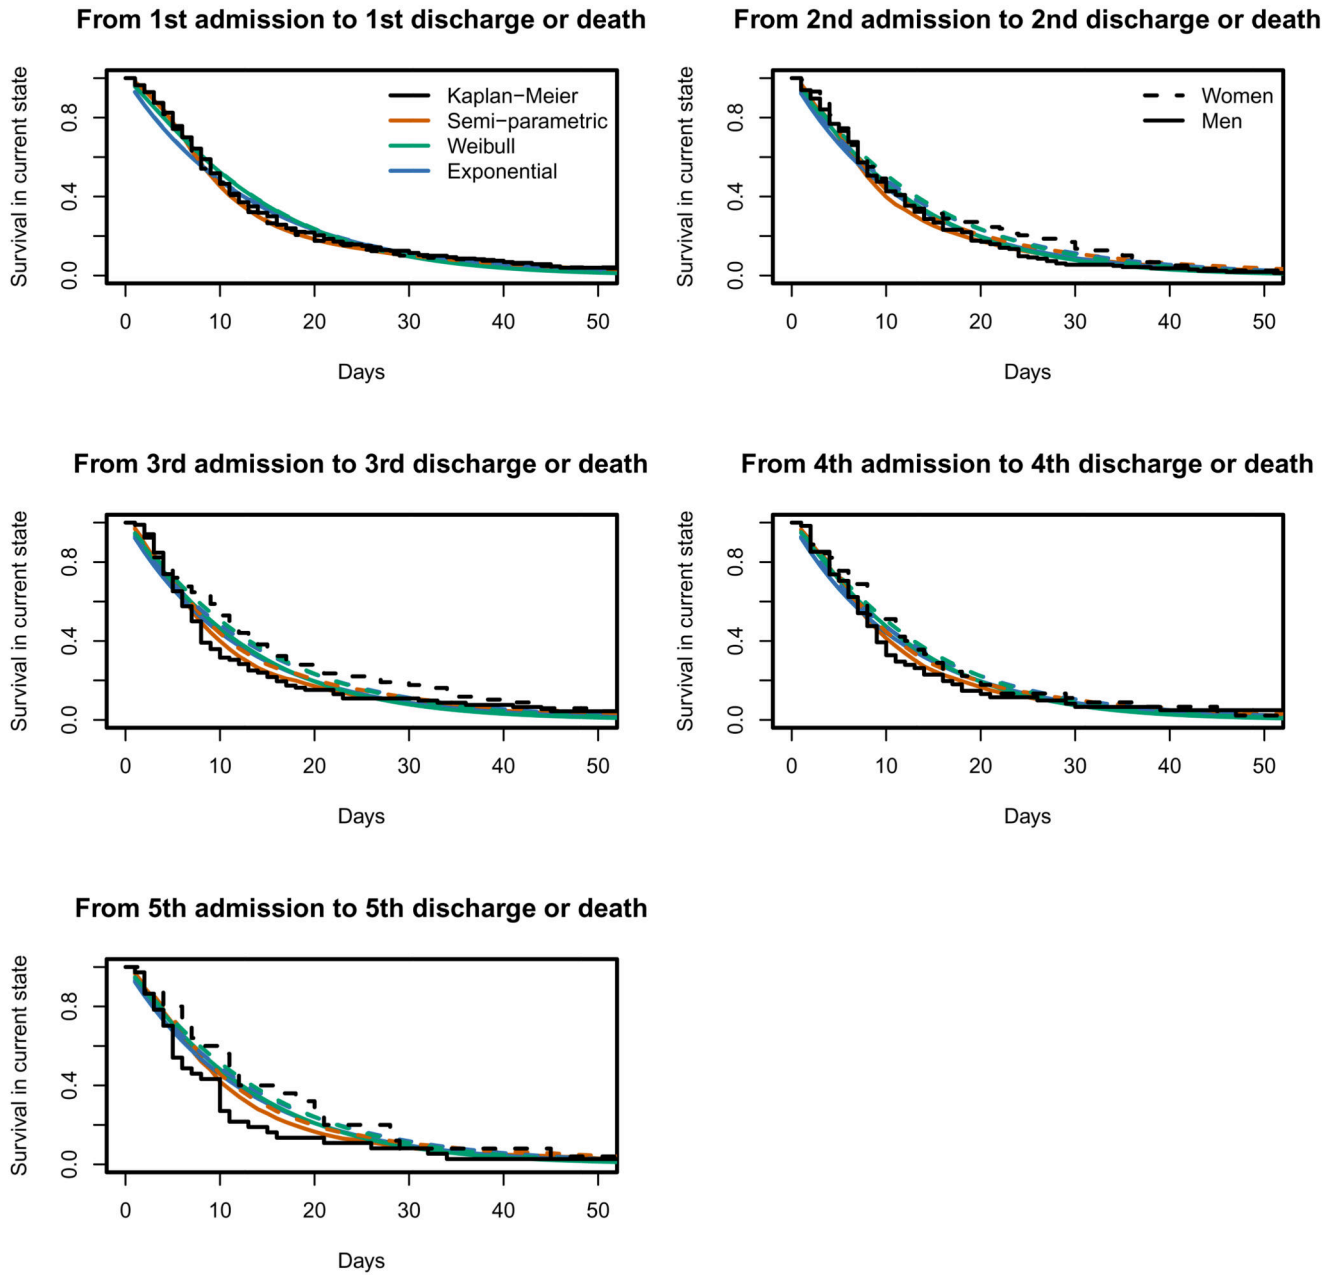 From 1st admission to 1st discharge or death
Survival in current state
0.0 0.4 0.8
Kaplan−Meier
Semi−parametric
Weibull
Exponential
0 10 20 30 40 50
Days
From 2nd admission to 2nd discharge or death
Survival in current state
0.0 0.4 0.8
Women
Men
0 10 20 30 40 50
Days
From 3rd admission to 3rd discharge or death
Survival in current state
0.0 0.4 0.8
0 10 20 30 40 50
Days
From 4th admission to 4th discharge or death
Survival in current state
0.0 0.4 0.8
0 10 20 30 40 50
Days
From 5th admission to 5th discharge or death
Survival in current state
0.0 0.4 0.8
0 10 20 30 40 50
Days